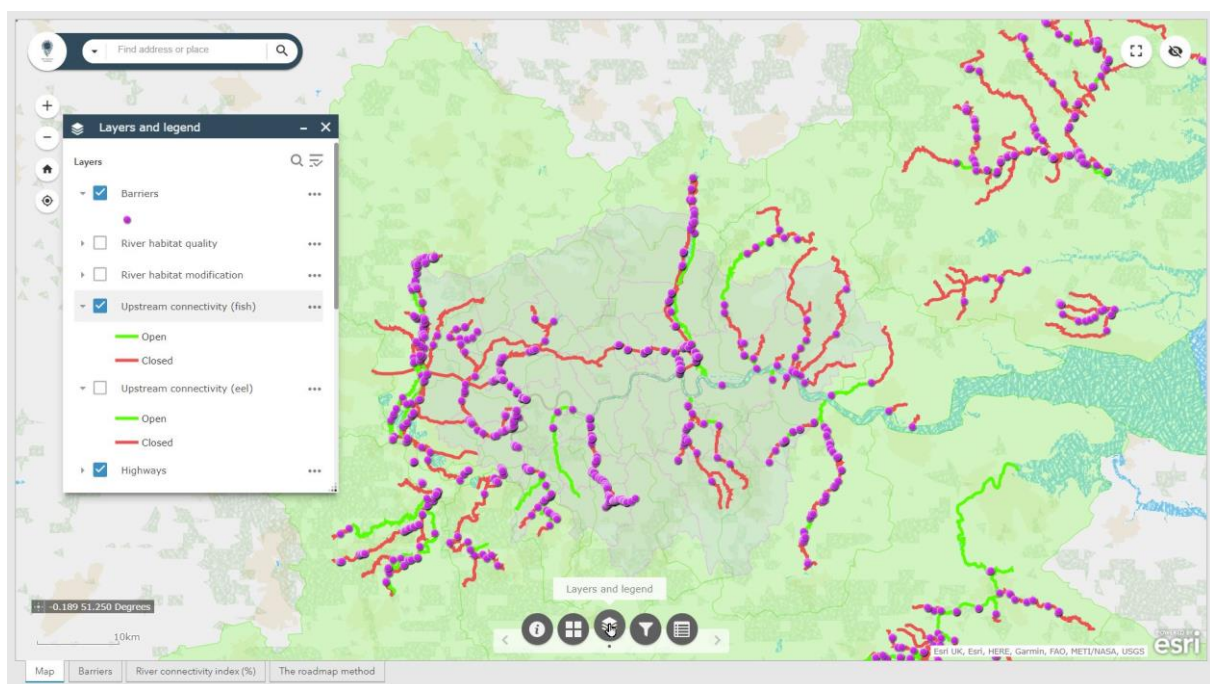 Find address or place
Layers and legend
Layers
Barriers
River habitat quality
River habitat modification
Upstream connectivity (fish)
Open
Closed
Upstream connectivity (eel)
Open
Closed
Highways
-0.189 51.250 Degrees
10km
Layers and legend
POWERED BY
esri
Esri UK, Esri, HERE, Garmin, FAO, METI/NASA, USGS
Map
Barriers
River connectivity index (%)
The roadmap method